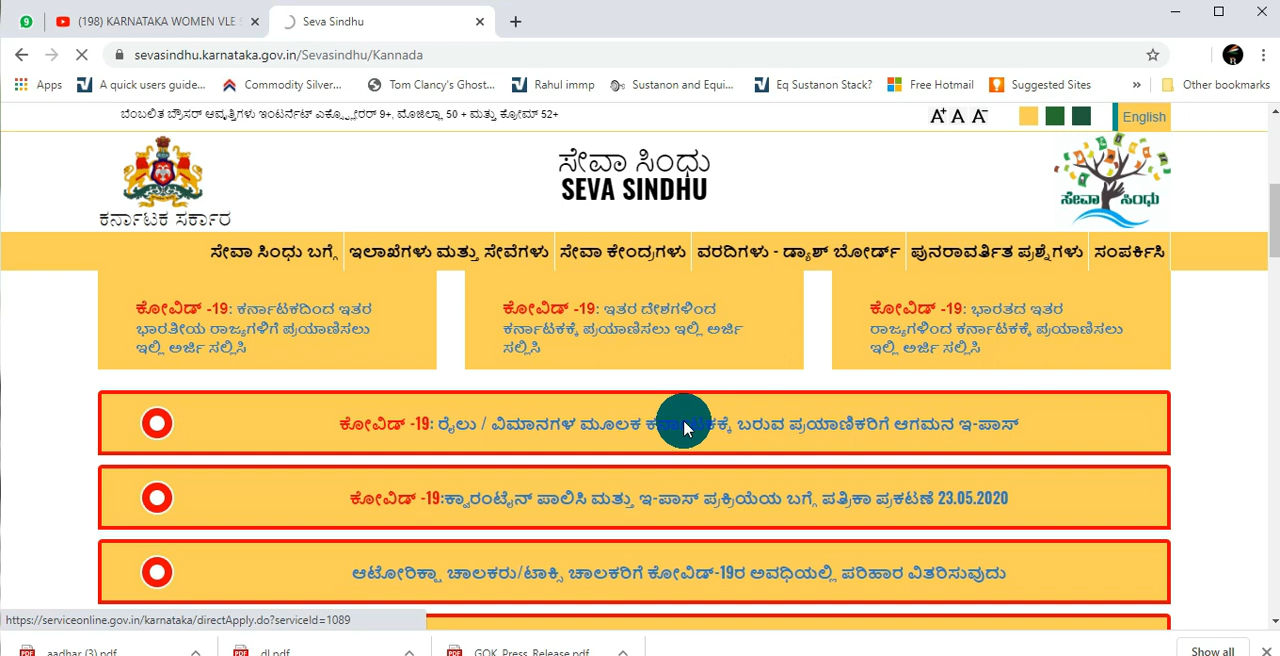 9
(198) KARNATAKA WOMEN VLE
Seva Sindhu
sevasindhu.karnataka.gov.in/Sevasindhu/Kannada
Apps
A quick users guide...
Commodity Silver...
Tom Clancy's Ghost...
Rahul immp
Sustanon and Equi...
Eq Sustanon Stack?
Free Hotmail
Suggested Sites
»
Other bookmarks
ಬೆಂಬಲಿತ ಬ್ರೌಸರ್ ಆವೃತ್ತಿಗಳು ಇಂಟರ್ನೆಟ್ ಎಕ್ಸ್ಪ್ಲೋರರ್ 9+, ಮೊಜಿಲ್ಲಾ 50 + ಮತ್ತು ಕ್ರೋಮ್ 52+
A+ A A-
English
ಕರ್ನಾಟಕ ಸರ್ಕಾರ
ಸೇವಾ ಸಿಂಧು
SEVA SINDHU
ಸೇವಾ ಸಿಂಧು
ಸೇವಾ ಸಿಂಧು ಬಗ್ಗೆ
ಇಲಾಖೆಗಳು ಮತ್ತು ಸೇವೆಗಳು
ಸೇವಾ ಕೇಂದ್ರಗಳು
ವರದಿಗಳು - ಡ್ಯಾಶ್ ಬೋರ್ಡ್
ಪುನರಾವರ್ತಿತ ಪ್ರಶ್ನೆಗಳು
ಸಂಪರ್ಕಿಸಿ
ಕೋವಿಡ್ -19: ಕರ್ನಾಟಕದಿಂದ ಇತರ
ಭಾರತೀಯ ರಾಜ್ಯಗಳಿಗೆ ಪ್ರಯಾಣಿಸಲು
ಇಲ್ಲಿ ಅರ್ಜಿ ಸಲ್ಲಿಸಿ
ಕೋವಿಡ್ -19: ಇತರ ದೇಶಗಳಿಂದ
ಕರ್ನಾಟಕಕ್ಕೆ ಪ್ರಯಾಣಿಸಲು ಇಲ್ಲಿ ಅರ್ಜಿ
ಸಲ್ಲಿಸಿ
ಕೋವಿಡ್ -19: ಭಾರತದ ಇತರ
ರಾಜ್ಯಗಳಿಂದ ಕರ್ನಾಟಕಕ್ಕೆ ಪ್ರಯಾಣಿಸಲು
ಇಲ್ಲಿ ಅರ್ಜಿ ಸಲ್ಲಿಸಿ
ಕೋವಿಡ್ -19: ರೈಲು / ವಿಮಾನಗಳ ಮೂಲಕ ಕರ್ನಾಟಕಕ್ಕೆ ಬರುವ ಪ್ರಯಾಣಿಕರಿಗೆ ಆಗಮನ ಇ-ಪಾಸ್
ಕೋವಿಡ್ -19:ಕ್ವಾರಂಟೈನ್ ಪಾಲಿಸಿ ಮತ್ತು ಇ-ಪಾಸ್ ಪ್ರಕ್ರಿಯೆಯ ಬಗ್ಗೆ ಪತ್ರಿಕಾ ಪ್ರಕಟಣೆ 23.05.2020
ಆಟೋರಿಕ್ಷಾ ಚಾಲಕರು/ಟಾಕ್ಸಿ ಚಾಲಕರಿಗೆ ಕೋವಿಡ್-19ರ ಅವಧಿಯಲ್ಲಿ ಪರಿಹಾರ ವಿತರಿಸುವುದು
https://serviceonline.gov.in/karnataka/directApply.do?serviceId=1089
aadhar (3).pdf
dl.pdf
GOK_Press_Release.pdf
Show all